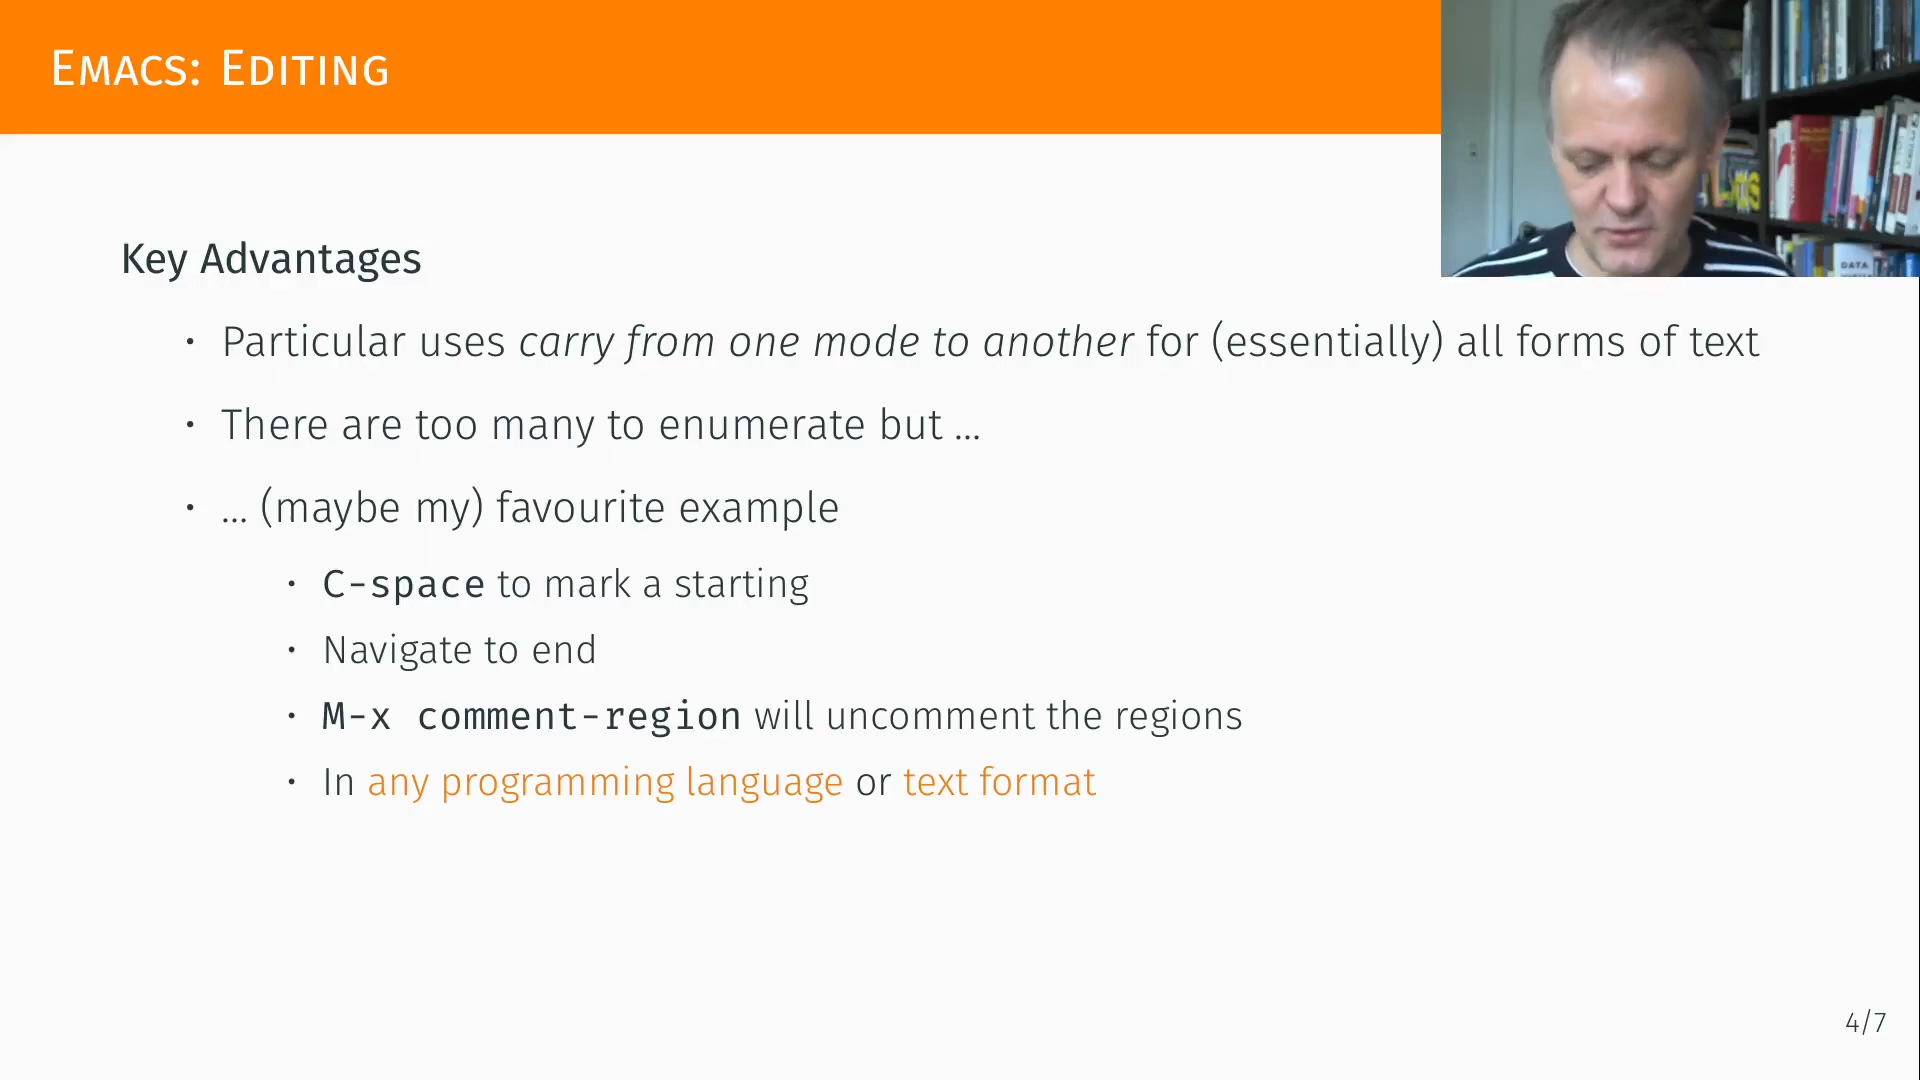 EMACS: EDITING
Key Advantages
• Particular uses carry from one mode to another for (essentially) all forms of text
• There are too many to enumerate but ...
• ... (maybe my) favourite example
• C-space to mark a starting
• Navigate to end
• M-x comment-region will uncomment the regions
• In any programming language or text format
DATA
4/7